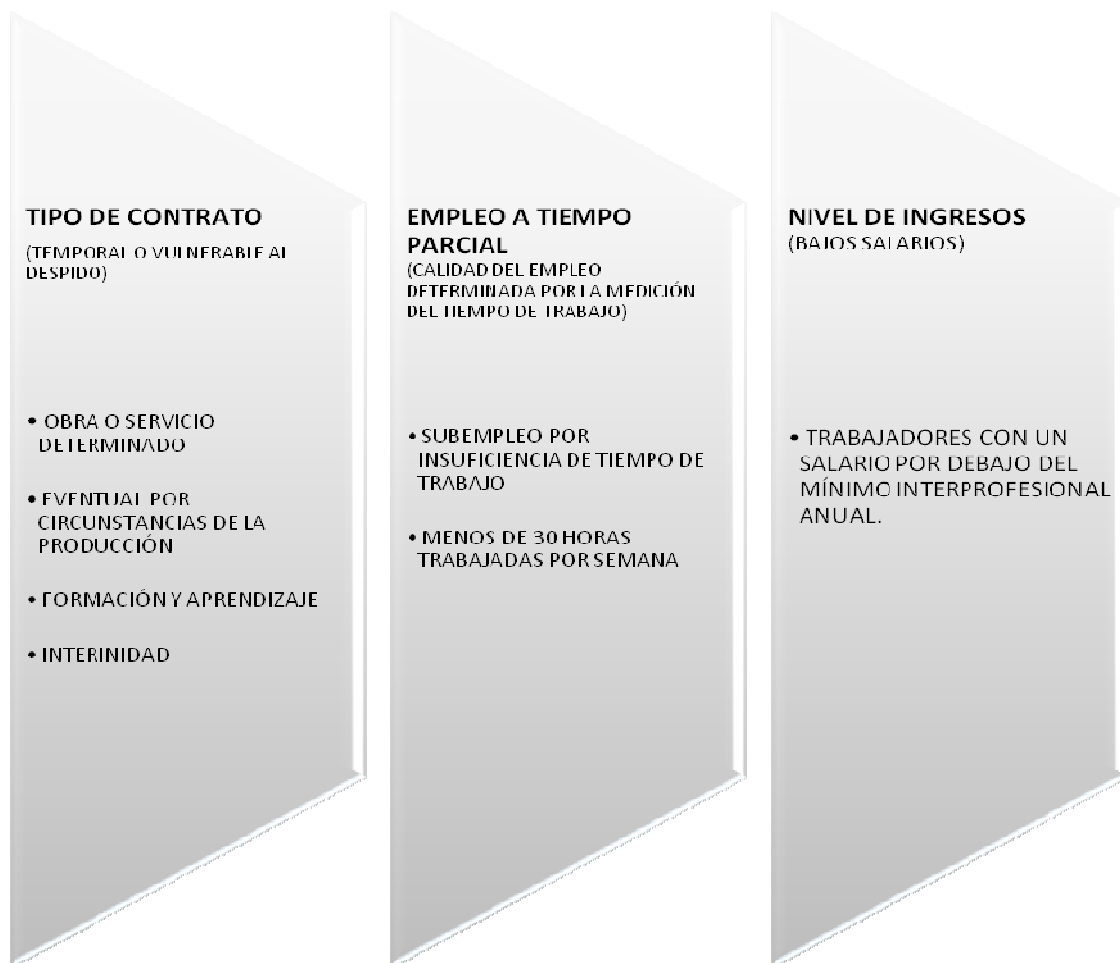 TIPO DE CONTRATO
(TEMPORAL O VULNERABLE AL
DESPIDO)
• OBRA O SERVICIO
DETERMINADO
• EVENTUAL POR
CIRCUNSTANCIAS DE LA
PRODUCCIÓN
• FORMACIÓN Y APRENDIZAJE
• INTERINIDAD
EMPLEO A TIEMPO
PARCIAL
(CALIDAD DEL EMPLEO
DETERMINADA POR LA MEDICIÓN
DEL TIEMPO DE TRABAJO)
• SUBEMPLEO POR
INSUFICIENCIA DE TIEMPO DE
TRABAJO
• MENOS DE 30 HORAS
TRABAJADAS POR SEMANA
NIVEL DE INGRESOS
(BAJOS SALARIOS)
• TRABAJADORES CON UN
SALARIO POR DEBAJO DEL
MÍNIMO INTERPROFESIONAL
ANUAL.